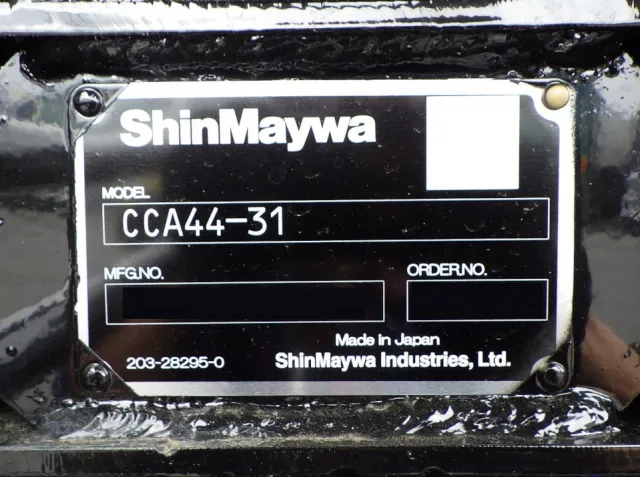 ShinMaywa
MODEL
CCA44-31
MFG.NO.
ORDER.NO.
Made in Japan
203-28295-0
ShinMaywa Industries, Ltd.